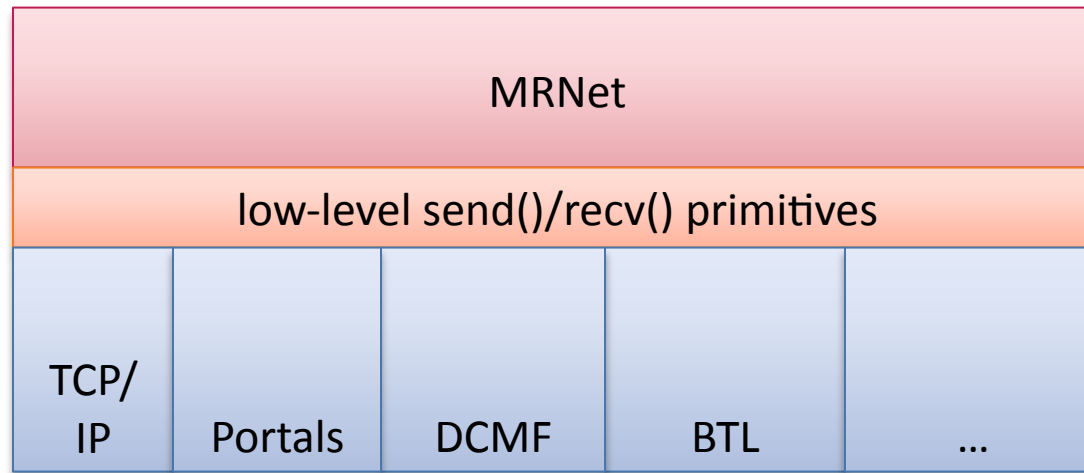 MRNet
low-level send()/recv() primitives
TCP/
IP
Portals
DCMF
BTL
…